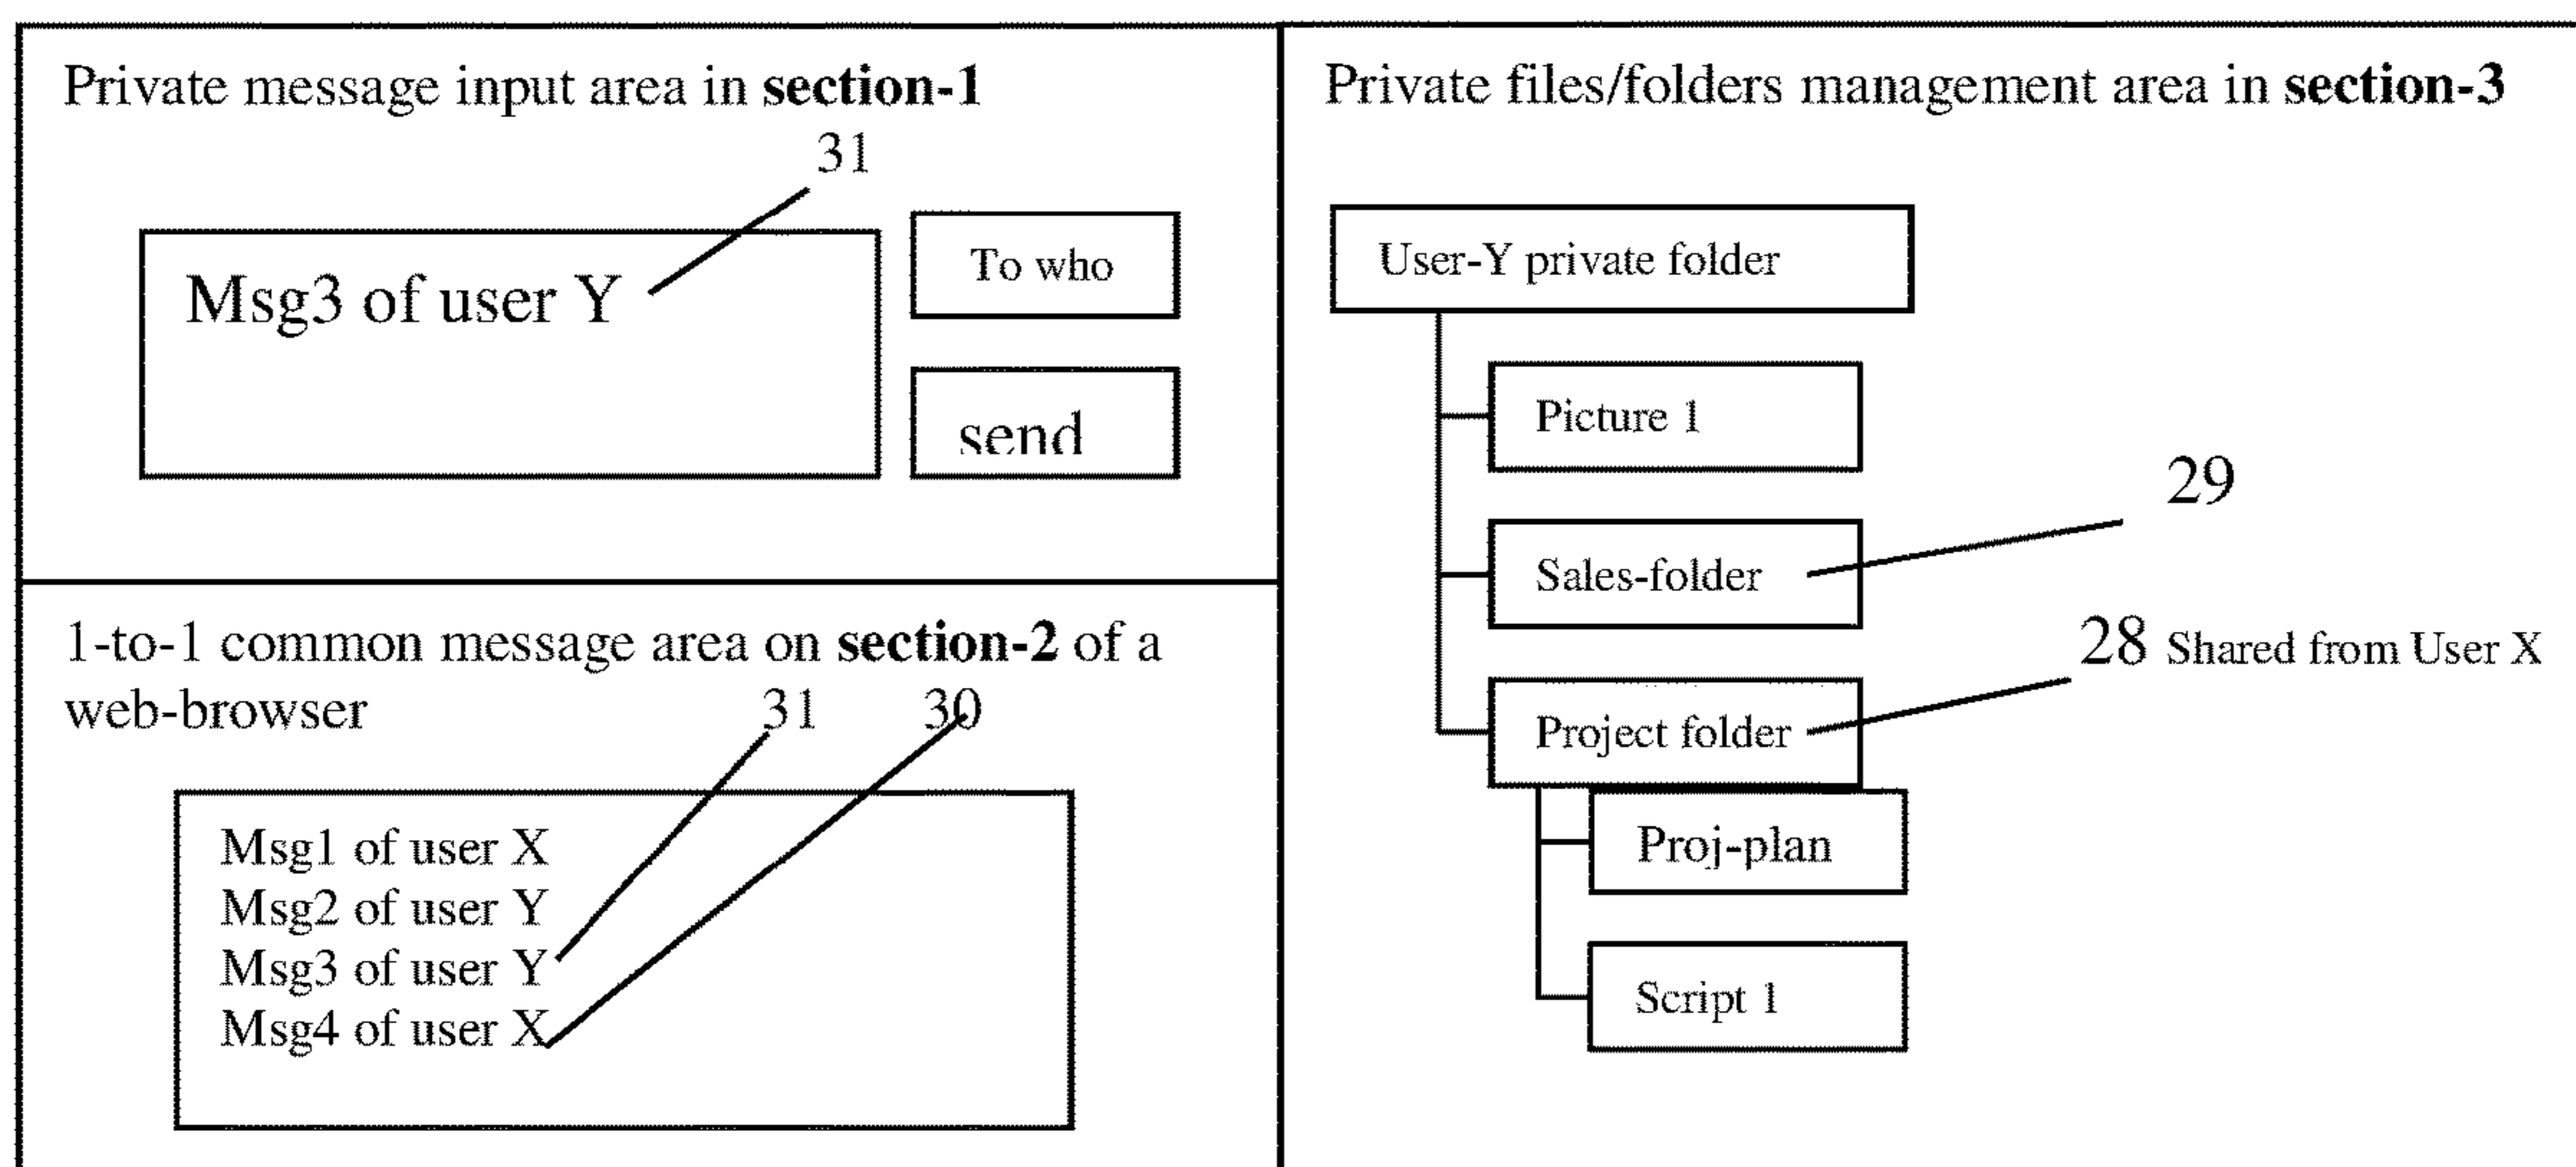 Private message input area in section-1
31
Msg3 of user Y
To who
send
1-to-1 common message area on section-2 of a
web-browser
31
30
Msg1 of user X
Msg2 of user Y
Msg3 of user Y
Msg4 of user X
Private files/folders management area in section-3
User-Y private folder
Picture 1
29
Sales-folder
28 Shared from User X
Project folder
Proj-plan
Script 1